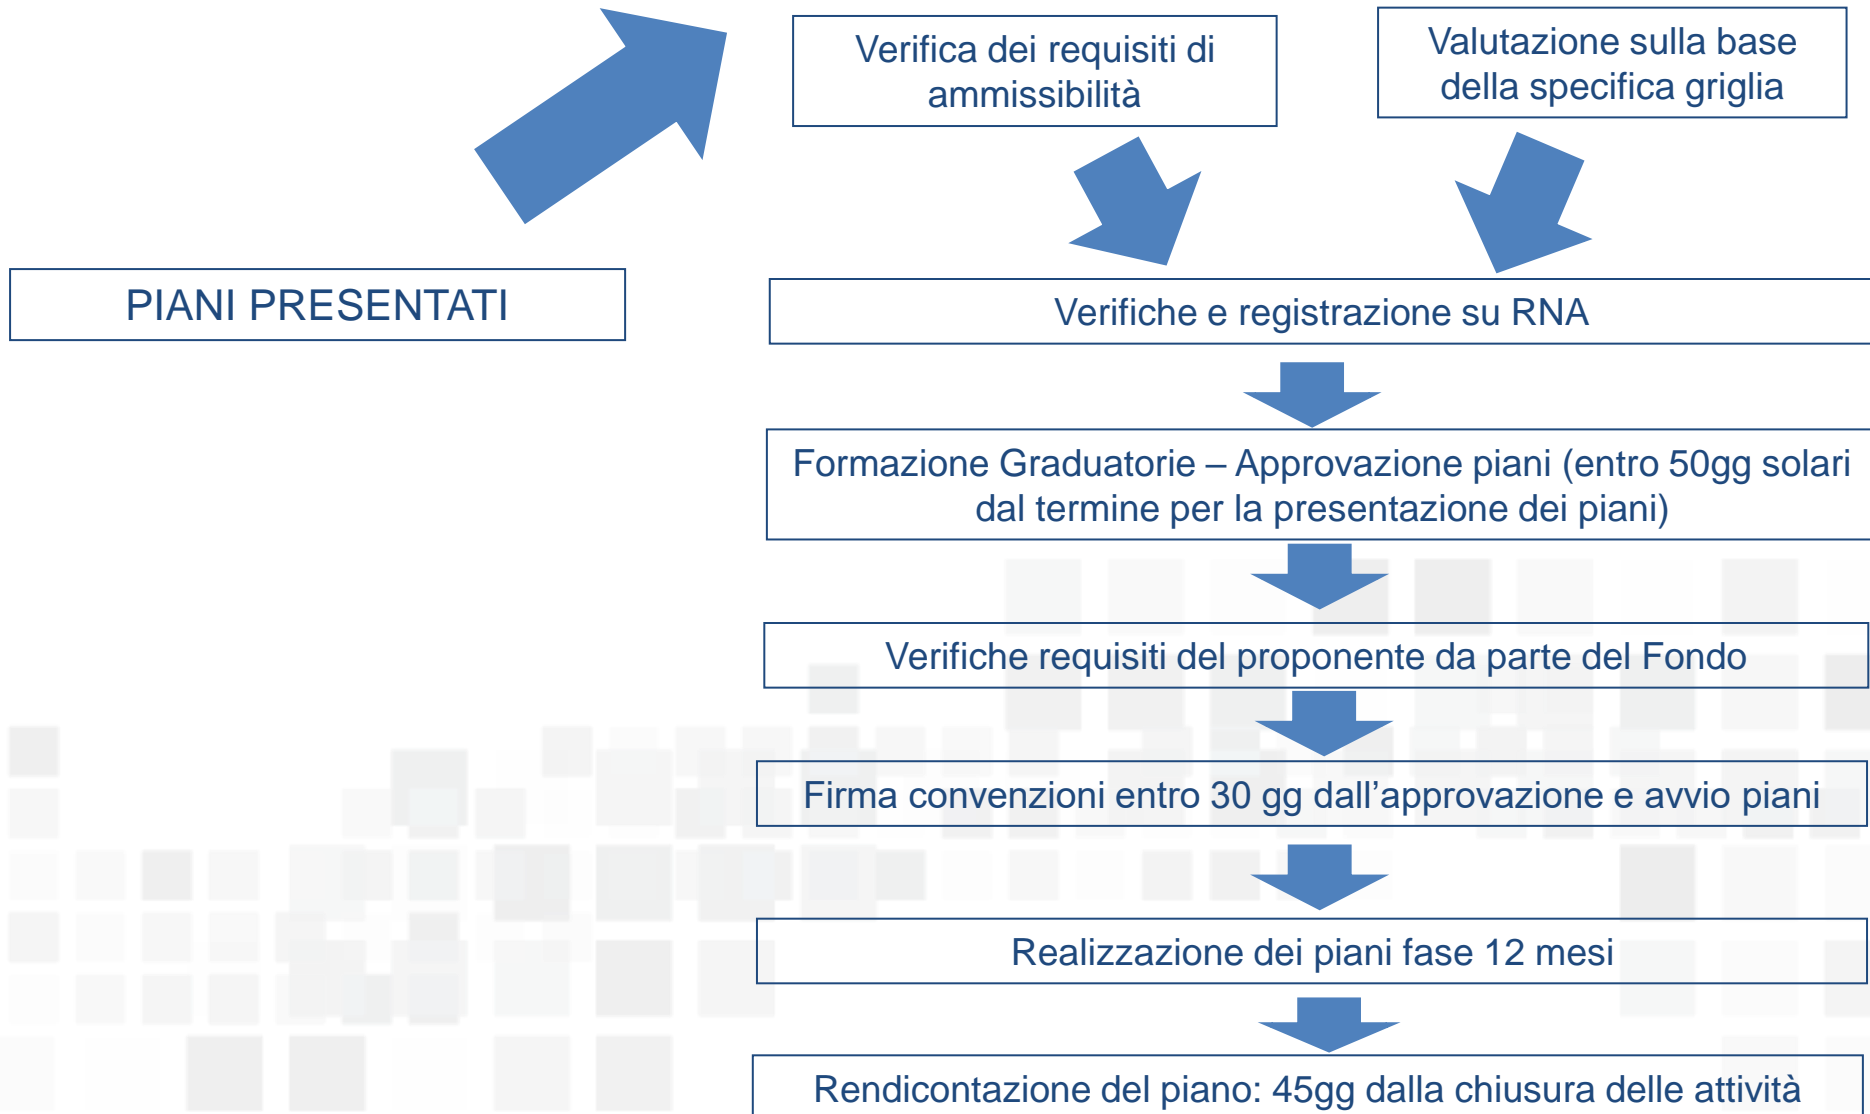 Verifica dei requisiti di
ammissibilità
Valutazione sulla base
della specifica griglia
PIANI PRESENTATI
Verifiche e registrazione su RNA
Formazione Graduatorie – Approvazione piani (entro 50gg solari
dal termine per la presentazione dei piani)
Verifiche requisiti del proponente da parte del Fondo
Firma convenzioni entro 30 gg dall’approvazione e avvio piani
Realizzazione dei piani fase 12 mesi
Rendicontazione del piano: 45gg dalla chiusura delle attività